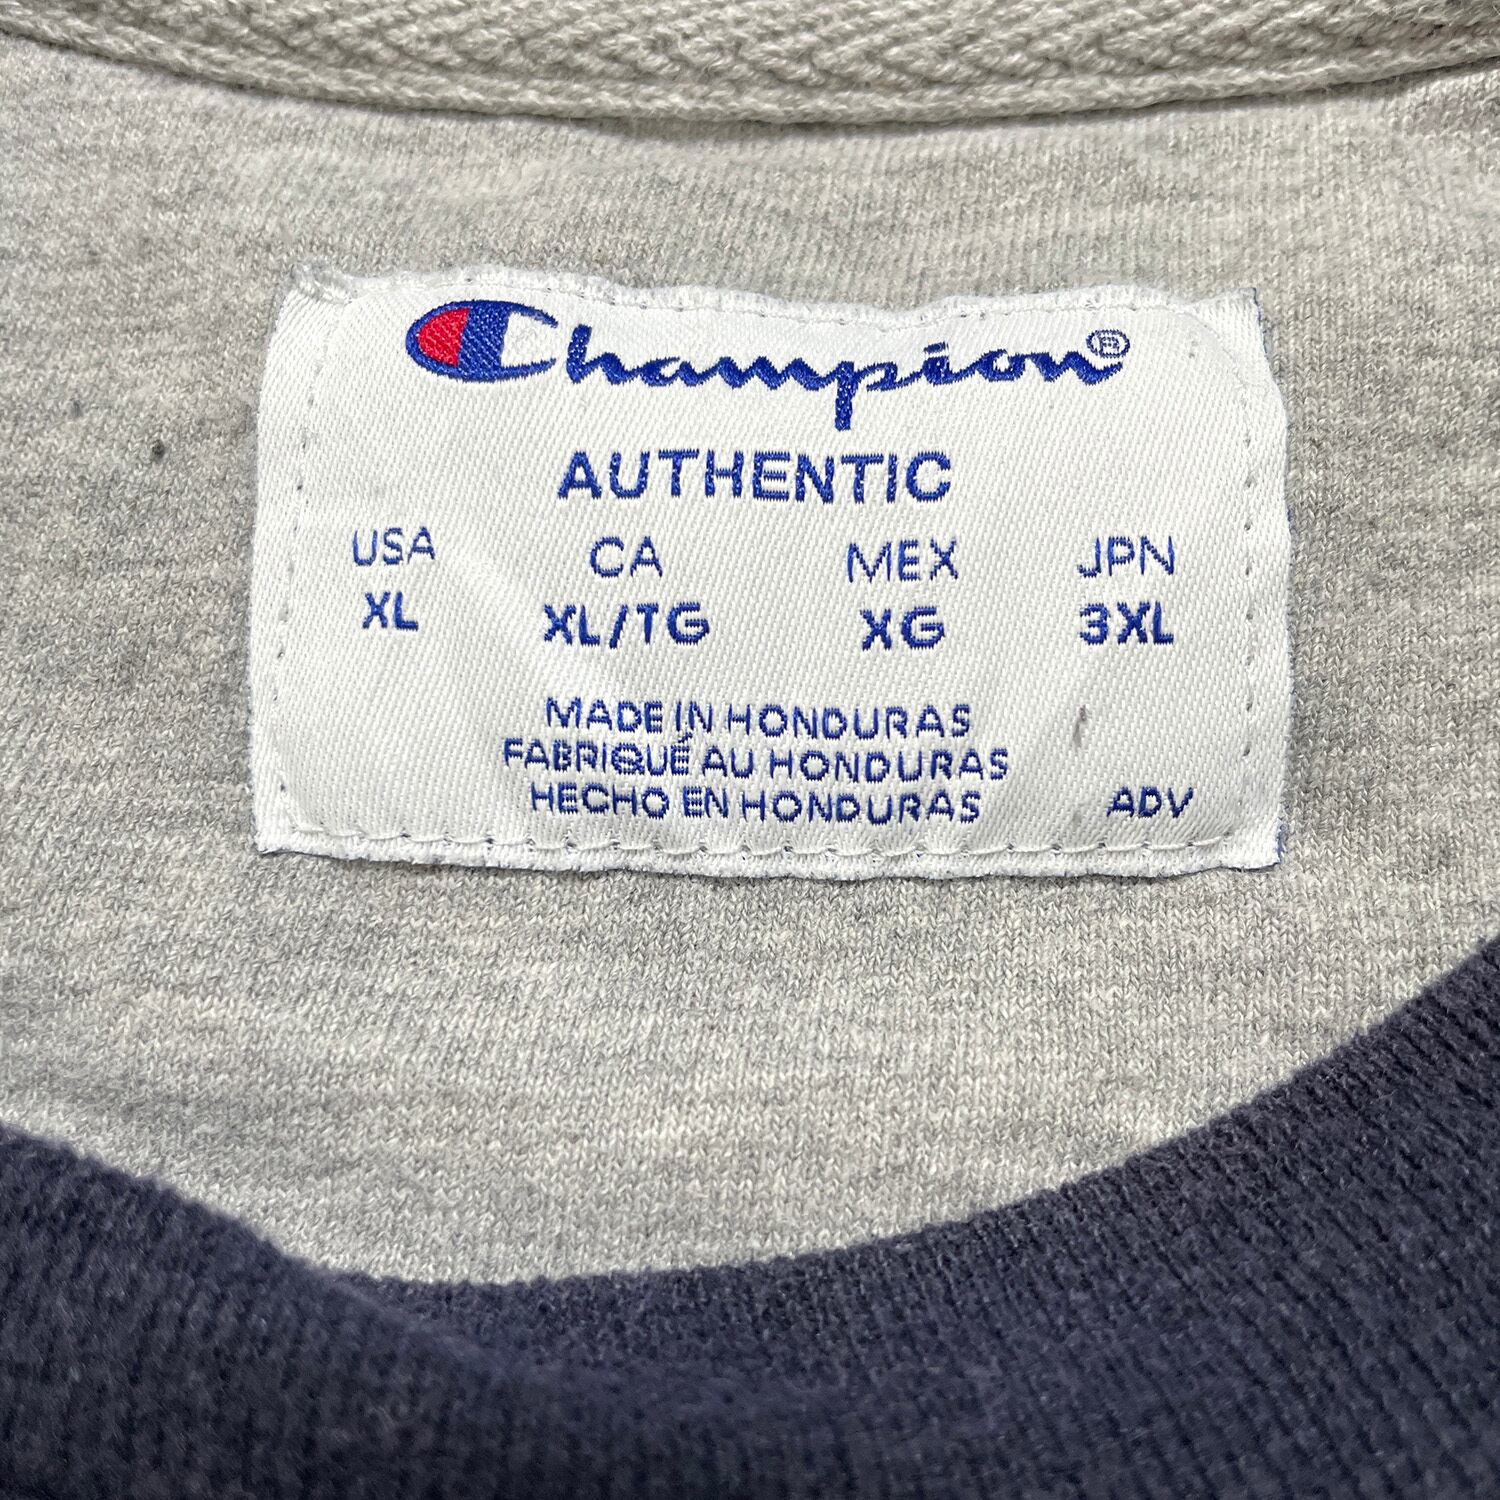 Champion®
AUTHENTIC
USA CA MEX JPN
XL XL/TG XG 3XL
MADE IN HONDURAS
FABRIQUÉ AU HONDURAS
HECHO EN HONDURAS ADV